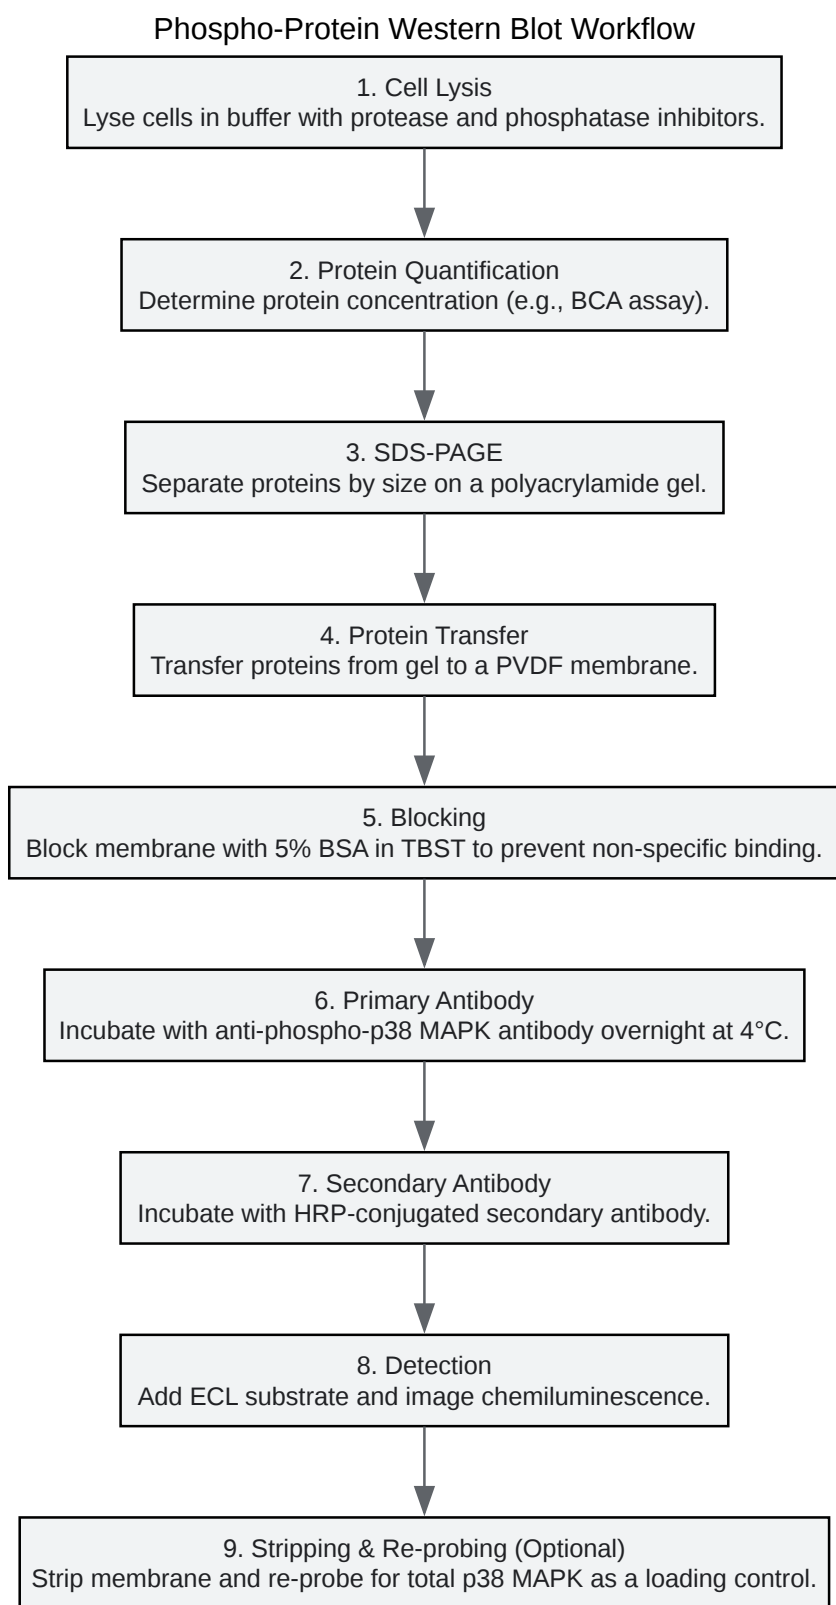 Phospho-Protein Western Blot Workflow
1. Cell Lysis
Lyse cells in buffer with protease and phosphatase inhibitors.
2. Protein Quantification
Determine protein concentration (e.g., BCA assay).
3. SDS-PAGE
Separate proteins by size on a polyacrylamide gel.
4. Protein Transfer
Transfer proteins from gel to a PVDF membrane.
5. Blocking
Block membrane with 5% BSA in TBST to prevent non-specific binding.
6. Primary Antibody
Incubate with anti-phospho-p38 MAPK antibody overnight at 4°C.
7. Secondary Antibody
Incubate with HRP-conjugated secondary antibody.
8. Detection
Add ECL substrate and image chemiluminescence.
9. Stripping & Re-probing (Optional)
Strip membrane and re-probe for total p38 MAPK as a loading control.